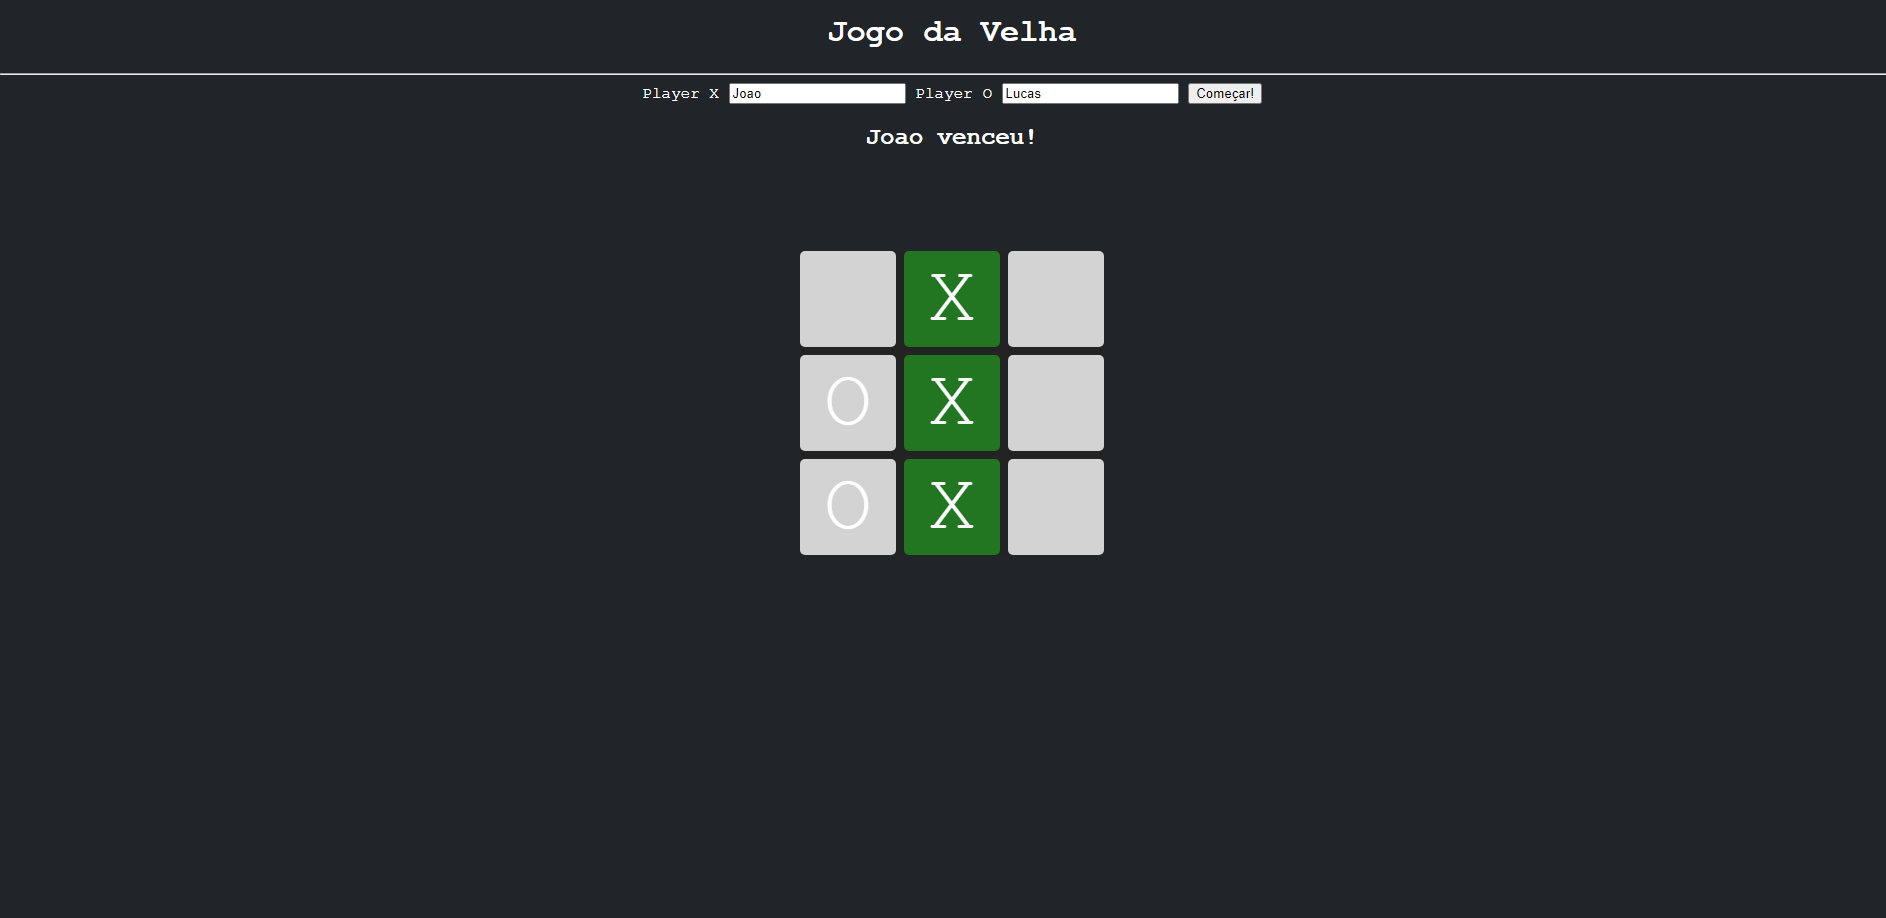 Jogo da Velha
Player X Joao Player O Lucas Começar!
Joao venceu!
X
O X
O X